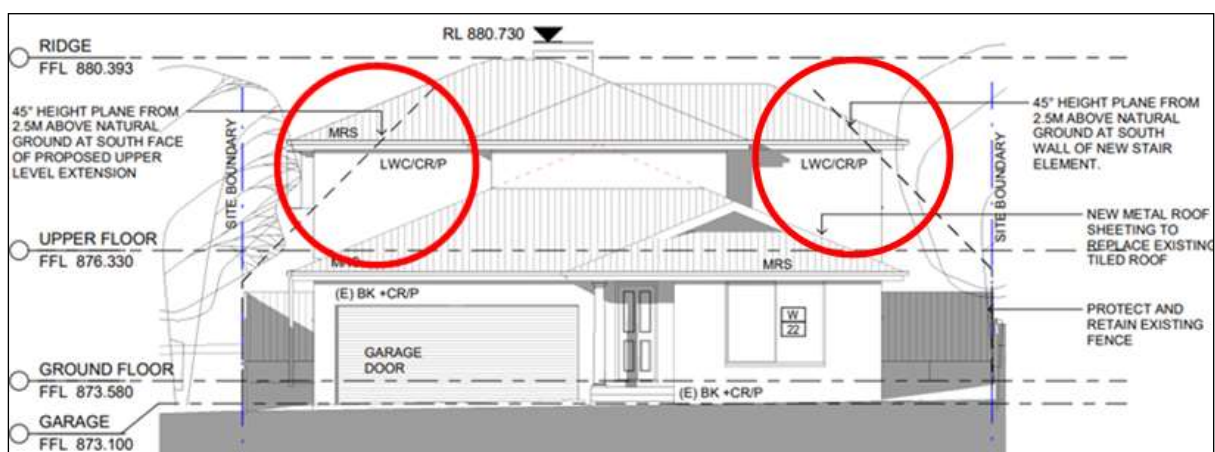 RL 880.730
RIDGE
FFL 880.393
45° HEIGHT PLANE FROM
2.5M ABOVE NATURAL
GROUND AT SOUTH FACE
OF PROPOSED UPPER
LEVEL EXTENSION
SITE BOUNDARY
MRS
LWC/CR/P
LWC/CR/P
45° HEIGHT PLANE FROM
2.5M ABOVE NATURAL
GROUND AT SOUTH
WALL OF NEW STAIR
ELEMENT.
SITE BOUNDARY
NEW METAL ROOF
SHEETING TO
REPLACE EXISTING
TILED ROOF
UPPER FLOOR
FFL 876.330
MRS
MRS
(E) BK +CR/P
W
22
PROTECT AND
RETAIN EXISTING
FENCE
GARAGE
DOOR
GROUND FLOOR
FFL 873.580
(E) BK +CR/P
GARAGE
FFL 873.100